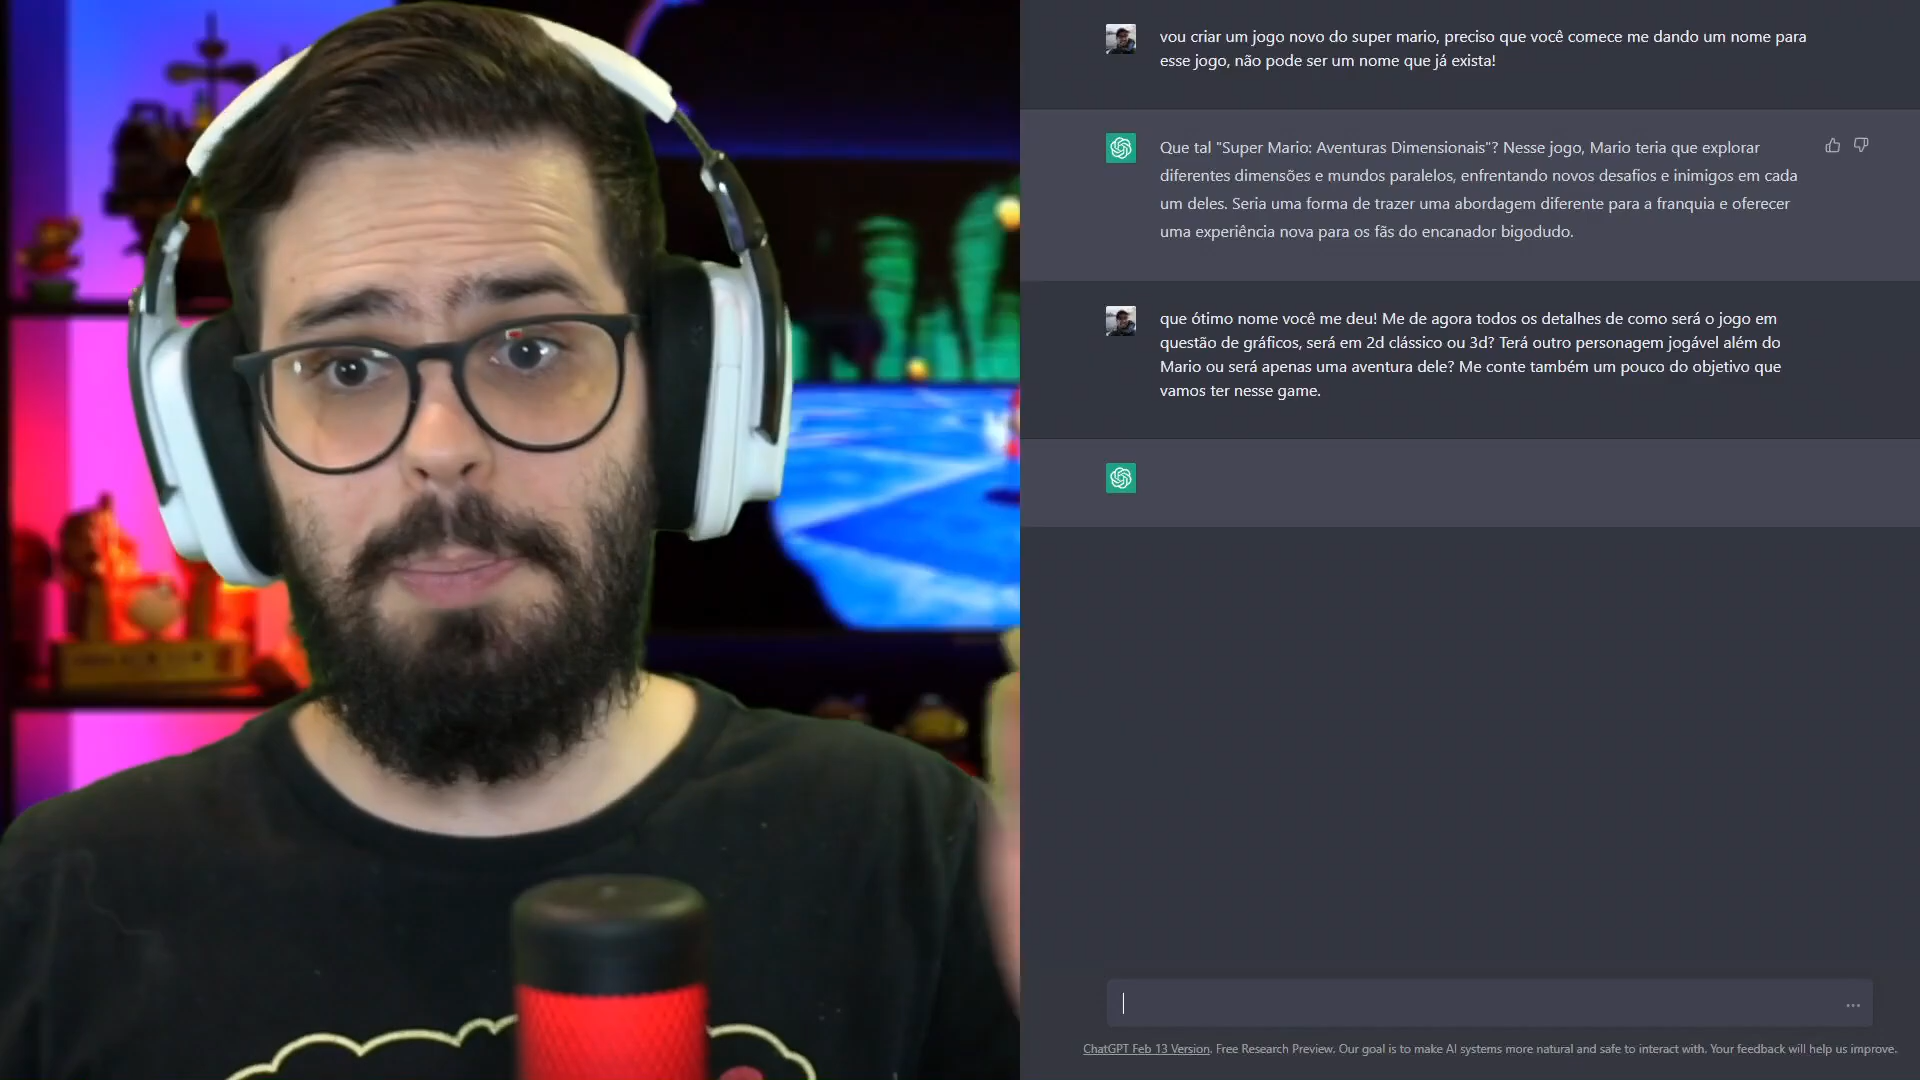 vou criar um jogo novo do super mario, preciso que você comece me dando um nome para
esse jogo, não pode ser um nome que já exista!
Que tal "Super Mario: Aventuras Dimensionais"? Nesse jogo, Mario teria que explorar
diferentes dimensões e mundos paralelos, enfrentando novos desafios e inimigos em cada
um deles. Seria uma forma de trazer uma abordagem diferente para a franquia e oferecer
uma experiência nova para os fãs do encanador bigodudo.
que ótimo nome você me deu! Me de agora todos os detalhes de como será o jogo em
questão de gráficos, será em 2d clássico ou 3d? Terá outro personagem jogável além do
Mario ou será apenas uma aventura dele? Me conte também um pouco do objetivo que
vamos ter nesse game.
ChatGPT Feb 13 Version. Free Research Preview. Our goal is to make AI systems more natural and safe to interact with. Your feedback will help us improve.